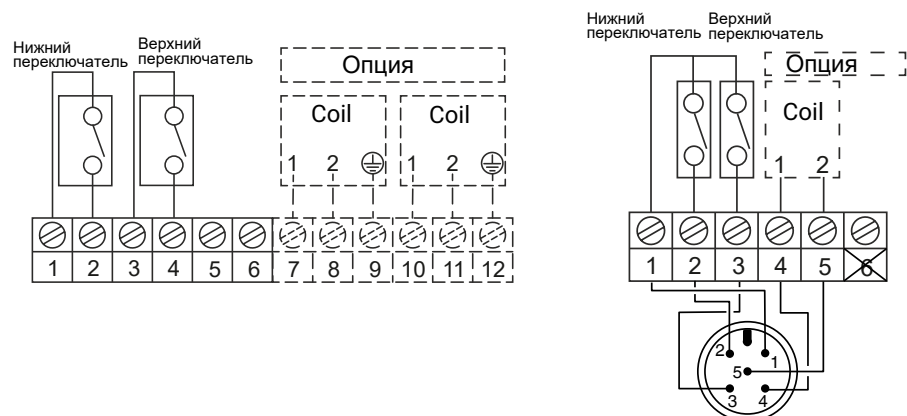 Нижний
переключатель
Верхний
переключатель
Опция
Coil
Coil
1 2
1 2
1 2 3 4 5 6 7 8 9 10 11 12
Нижний
переключатель
Верхний
переключатель
Опция
Coil
1 2
1 2 3 4 5 6
2 1
5
3 4